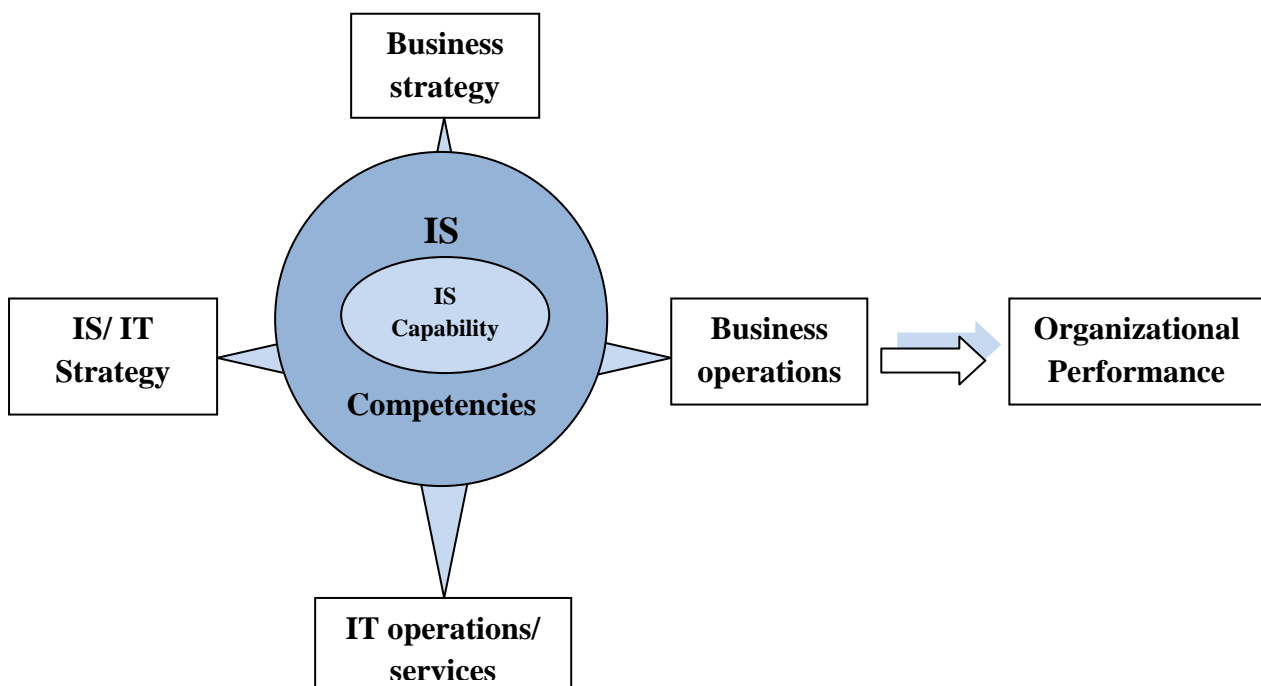 Business
strategy
IS
IS
Capability
Competencies
IS/ IT
Strategy
Business
operations
Organizational
Performance
IT operations/
services